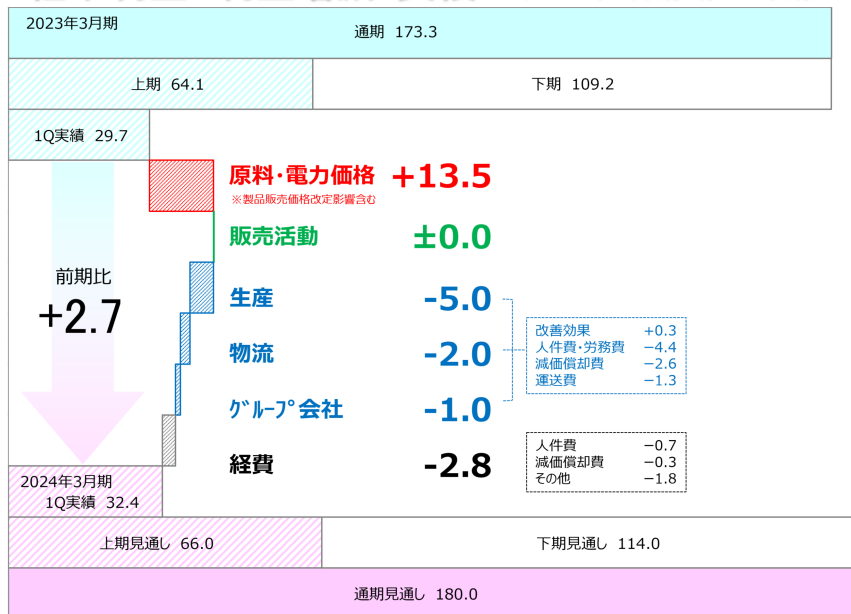 2023年3月期
通期 173.3
上期 64.1
下期 109.2
1Q実績 29.7
原料・電力価格 +13.5
※製品販売価格改定影響含む
販売活動 ±0.0
前期比
+2.7
生産 -5.0
物流 -2.0
ｸﾞﾙｰﾌﾟ会社 -1.0
改善効果 +0.3
人件費・労務費 −4.4
減価償却費 −2.6
運送費 −1.3
経費 -2.8
人件費 −0.7
減価償却費 −0.3
その他 −1.8
2024年3月期
1Q実績 32.4
上期見通し 66.0
下期見通し 114.0
通期見通し 180.0